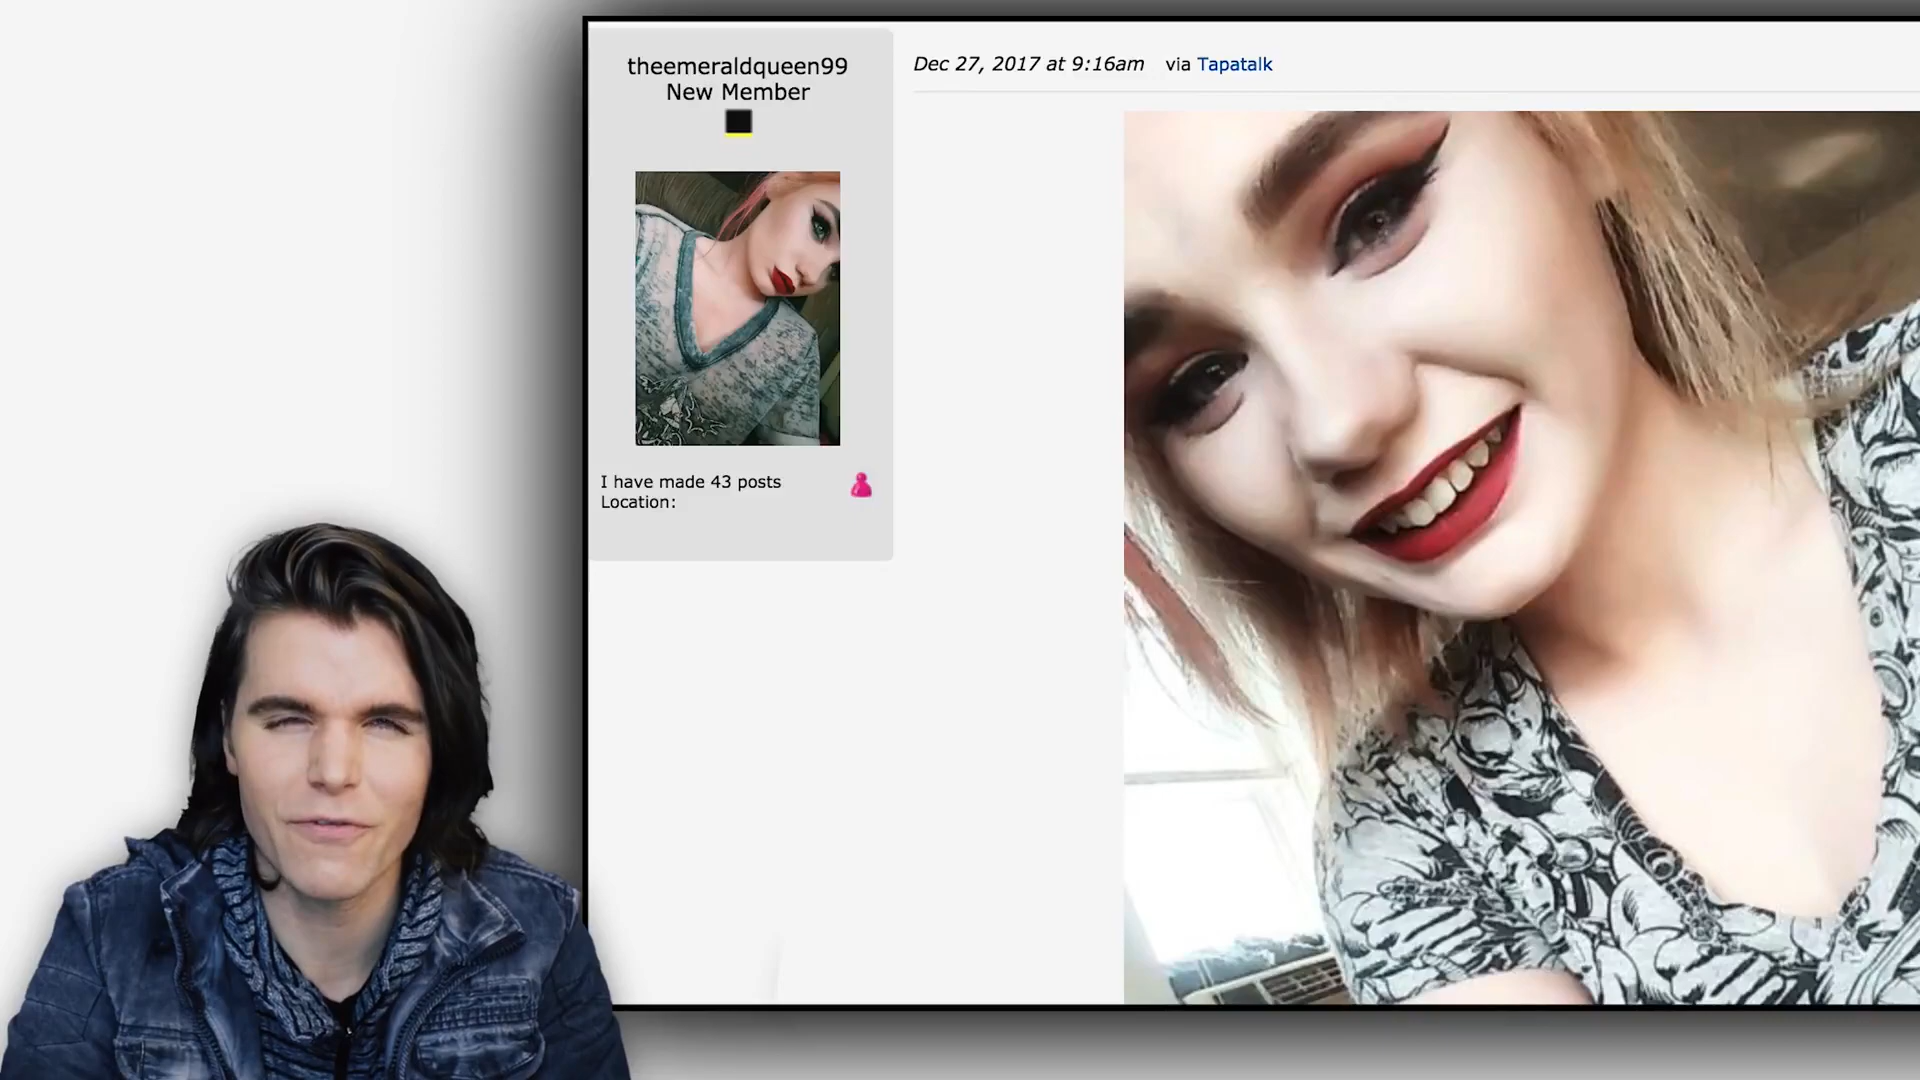 theemeraldqueen99
New Member
Dec 27, 2017 at 9:16am via Tapatalk
I have made 43 posts
Location: